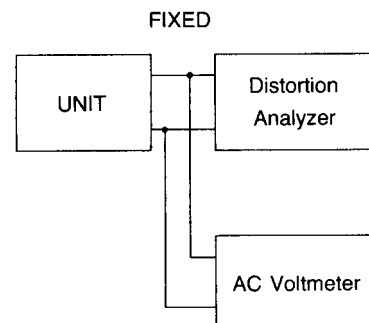 FIXED
UNIT
Distortion
Analyzer
AC Voltmeter